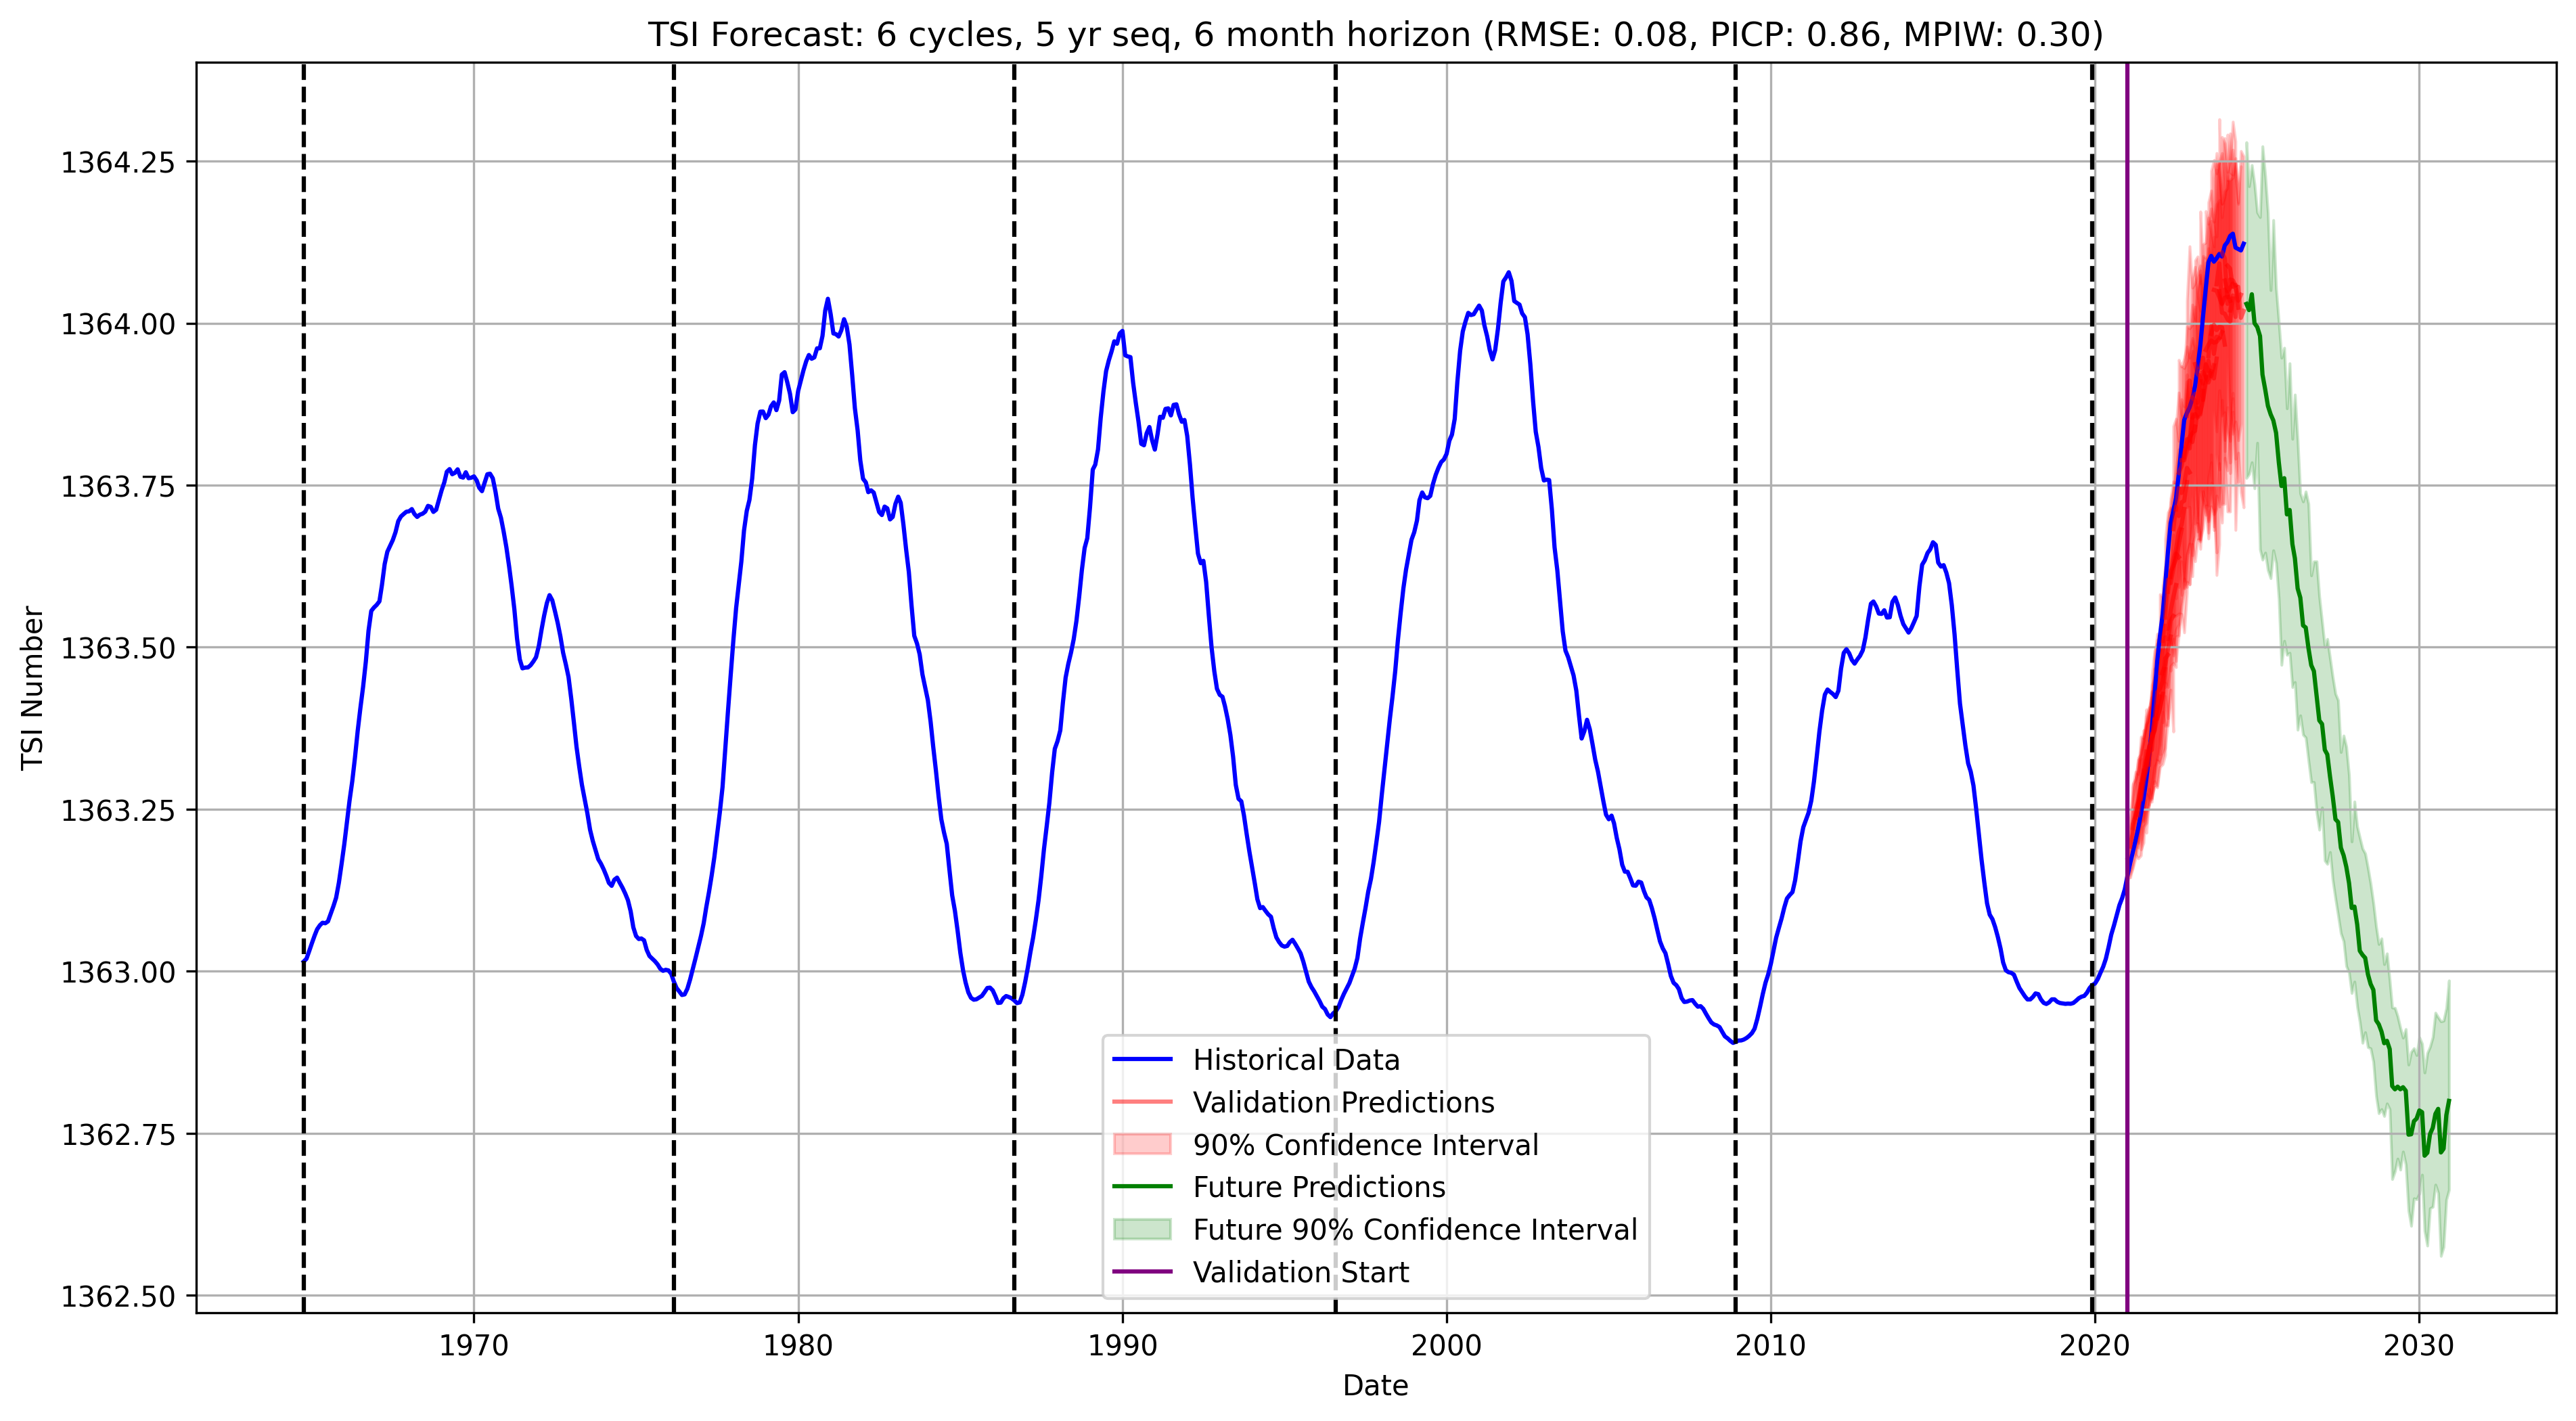 TSI Forecast: 6 cycles, 5 yr seq, 6 month horizon (RMSE: 0.08, PICP: 0.86, MPIW: 0.30)
TSI Number
1364.25
1364.00
1363.75
1363.50
1363.25
1363.00
1362.75
1362.50
Historical Data
Validation Predictions
90% Confidence Interval
Future Predictions
Future 90% Confidence Interval
Validation Start
1970 1980 1990 2000 2010 2020 2030
Date